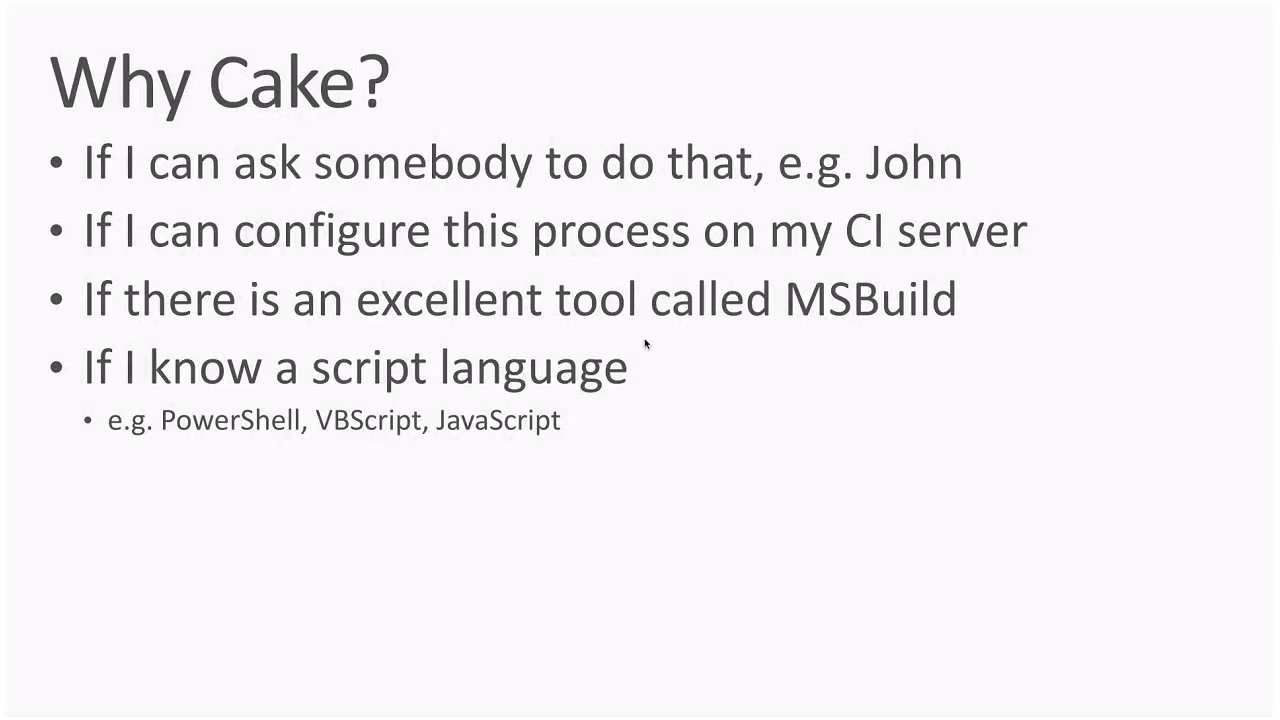 Why Cake?
• If I can ask somebody to do that, e.g. John
• If I can configure this process on my CI server
• If there is an excellent tool called MSBuild
• If I know a script language
• e.g. PowerShell, VBScript, JavaScript